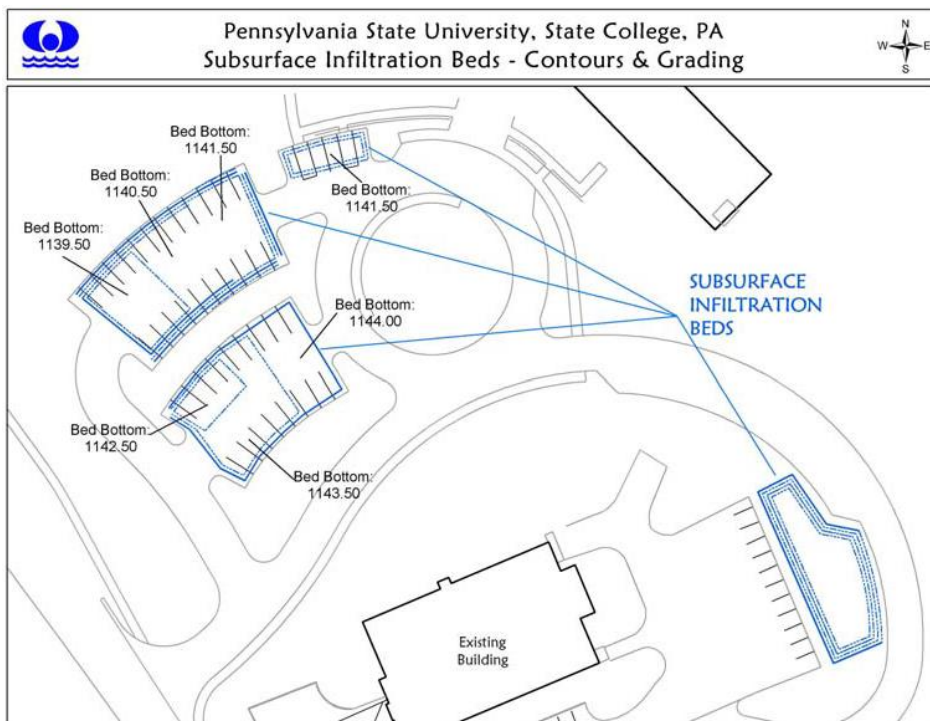 Pennsylvania State University, State College, PA
Subsurface Infiltration Beds - Contours & Grading
N
W E
S
Bed Bottom:
1141.50
Bed Bottom:
1140.50
Bed Bottom:
1141.50
Bed Bottom:
1139.50
SUBSURFACE
INFILTRATION
BEDS
Bed Bottom:
1144.00
Bed Bottom:
1142.50
Bed Bottom:
1143.50
Existing
Building